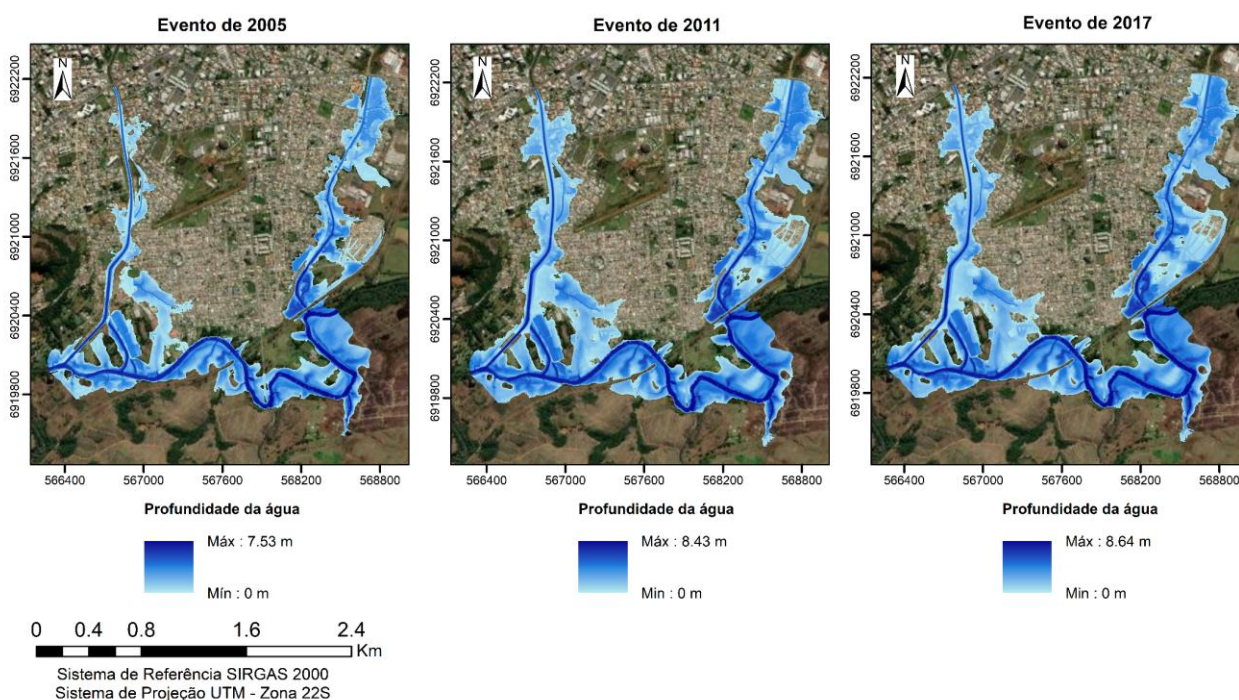 Evento de 2005
Evento de 2011
Evento de 2017
N
N
N
6922200
6921600
6921000
6920400
6919800
6922200
6921600
6921000
6920400
6919800
6922200
6921600
6921000
6920400
6919800
566400 567000 567600 568200 568800
566400 567000 567600 568200 568800
566400 567000 567600 568200 568800
Profundidade da água
Máx : 7.53 m
Mín : 0 m
Profundidade da água
Máx : 8.43 m
Min : 0 m
Profundidade da água
Máx : 8.64 m
Min : 0 m
0 0.4 0.8 1.6 2.4
Km
Sistema de Referência SIRGAS 2000
Sistema de Projeção UTM - Zona 22S